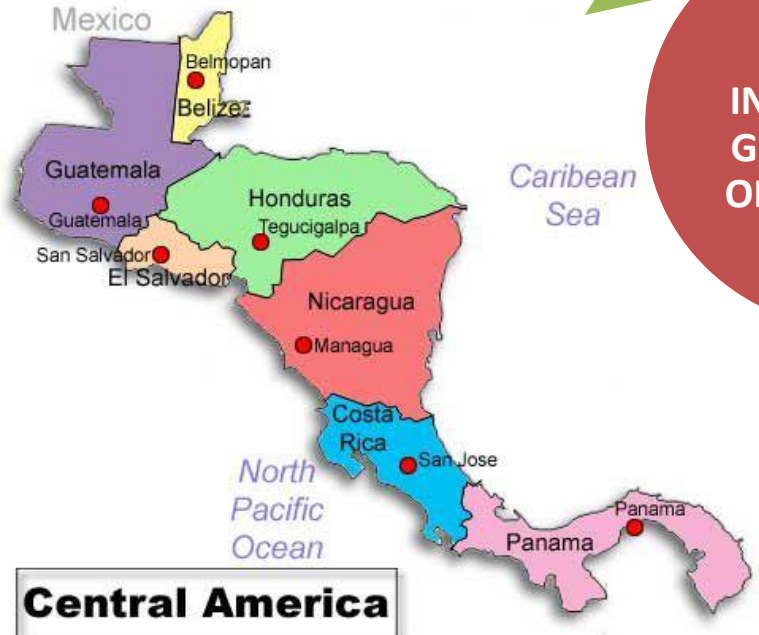 Mexico
Belmopan
Belize
Guatemala
Guatemala
Honduras
Tegucigalpa
Caribean
Sea
San Salvador
El Salvador
Nicaragua
Managua
Costa
Rica
San Jose
North
Pacific
Ocean
Panama
Panama
Central America
IN
G